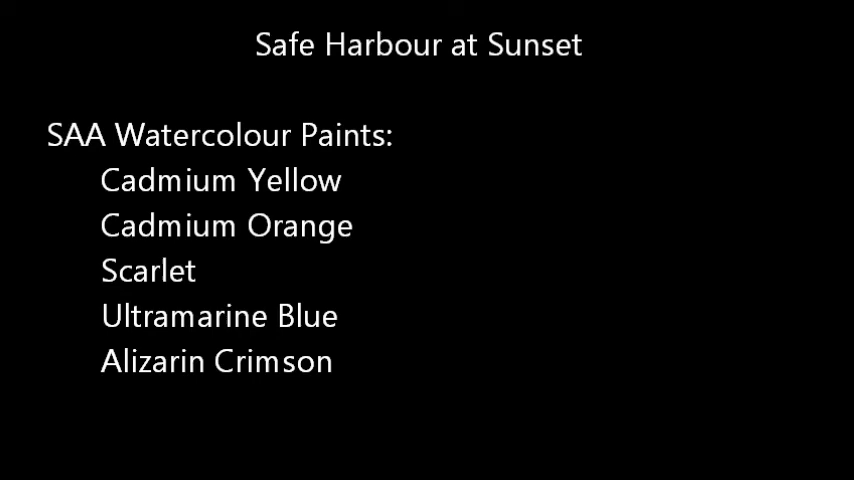 Safe Harbour at Sunset
SAA Watercolour Paints:
Cadmium Yellow
Cadmium Orange
Scarlet
Ultramarine Blue
Alizarin Crimson